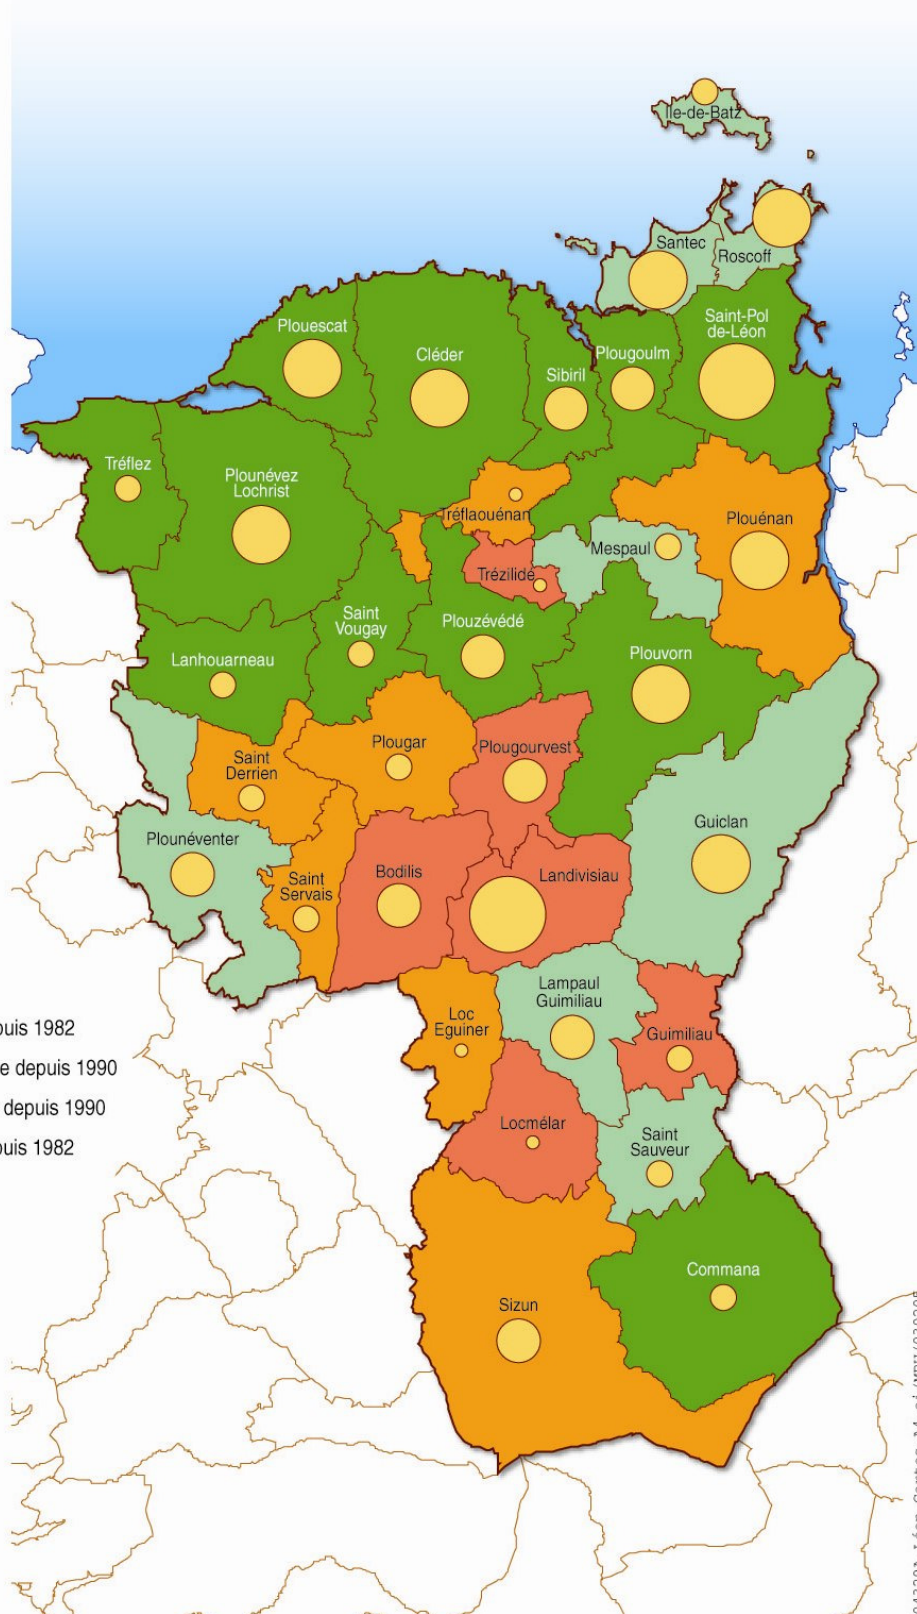 Ile-de-Batz
Santec
Roscoff
Saint-Pol
de-Léon
Plouescat
Cléder
Plougoulm
Sibiril
Tréflez
Plounévez
Lochrist
Tréflaouénan
Plouénan
Mespaul
Trézilidé
Saint
Vougay
Plouzévédé
Lanhouarneau
Plouvorn
Saint
Derrien
Plougar
Plougourvest
Plounéventer
Guiclan
Saint
Servais
Bodilis
Landivisiau
Lampaul
Guimiliau
Loc
Eguiner
Guimiliau
puis 1982
e depuis 1990
depuis 1990
puis 1982
Locmélar
Saint
Sauveur
Commana
Sizun